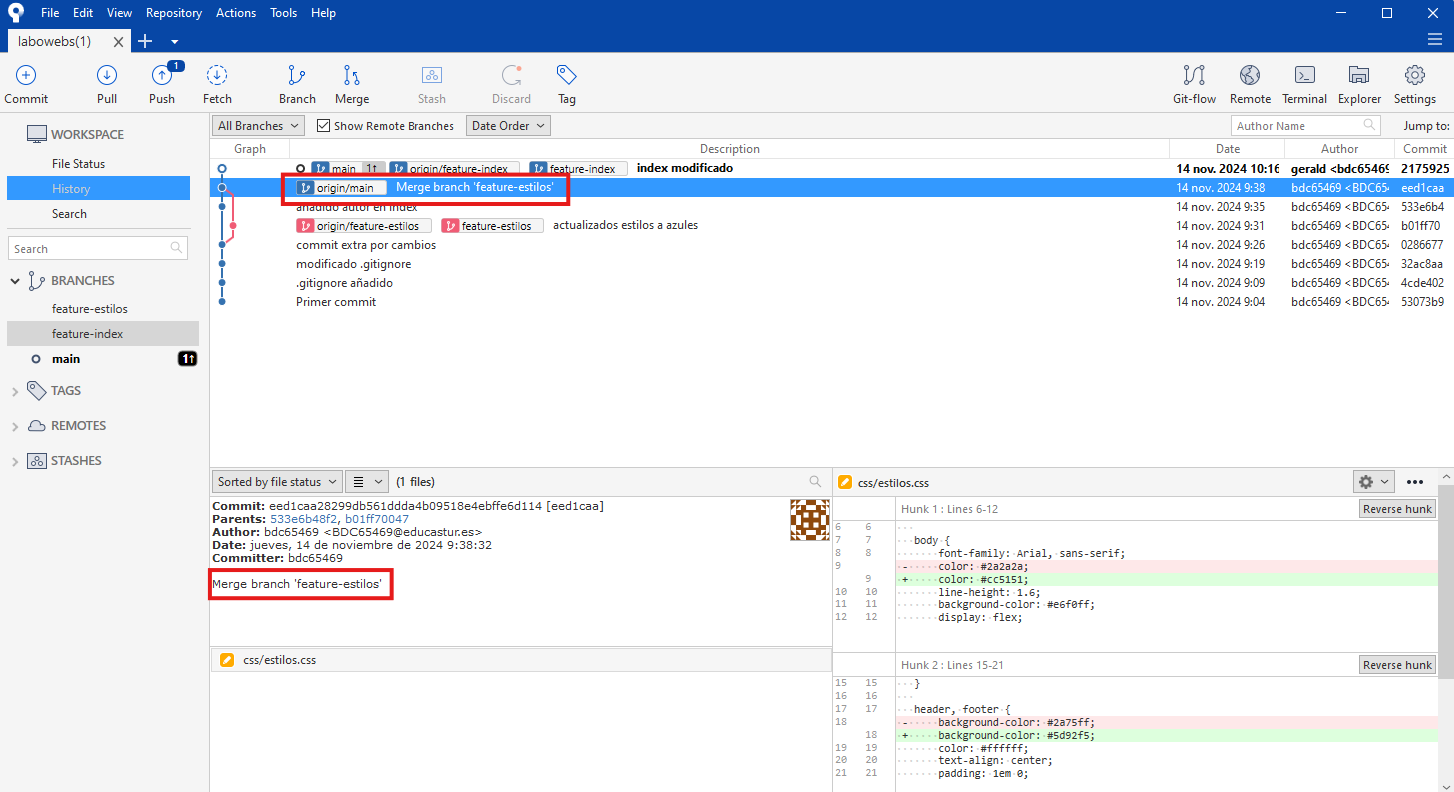 File Edit View Repository Actions Tools Help
labowebs(1)
1
Commit Pull Push Fetch Branch Merge Stash Discard Tag Git-flow Remote Terminal Explorer Settings
WORKSPACE
File Status
History
Search
Search
BRANCHES
feature-estilos
feature-index
main 1↑
TAGS
REMOTES
STASHES
All Branches Show Remote Branches Date Order Author Name Jump to:
Graph Description Date Author Commit
main 1↑ origin/feature-index feature-index index modificado 14 nov. 2024 10:16 gerald <bdc65469 2175925
origin/main Merge branch 'feature-estilos' 14 nov. 2024 9:38 bdc65469 <BDC654 eed1caa
añadido autor en index 14 nov. 2024 9:35 bdc65469 <BDC654 533e6b4
origin/feature-estilos feature-estilos actualizados estilos a azules 14 nov. 2024 9:31 bdc65469 <BDC654 b01ff70
commit extra por cambios 14 nov. 2024 9:26 bdc65469 <BDC654 0286677
modificado .gitignore 14 nov. 2024 9:19 bdc65469 <BDC654 32ac8aa
.gitignore añadido 14 nov. 2024 9:09 bdc65469 <BDC654 4cde402
Primer commit 14 nov. 2024 9:04 bdc65469 <BDC654 53073b9
Sorted by file status (1 files)
Commit: eed1caa28299db561ddda4b09518e4ebffe6d114 [eed1caa]
Parents: 533e6b48f2, b01ff70047
Author: bdc65469 <BDC65469@educastur.es>
Date: jueves, 14 de noviembre de 2024 9:38:32
Committer: bdc65469
Merge branch 'feature-estilos'
css/estilos.css
css/estilos.css
Hunk 1 : Lines 6-12 Reverse hunk
6 6
7 7 body {
8 8 font-family: Arial, sans-serif;
9 - color: #2a2a2a;
9 + color: #cc5151;
10 10 line-height: 1.6;
11 11 background-color: #e6f0ff;
12 12 display: flex;
Hunk 2 : Lines 15-21 Reverse hunk
15 15 }
16 16
17 17 header, footer {
18 - background-color: #2a75ff;
18 + background-color: #5d92f5;
19 19 color: #ffffff;
20 20 text-align: center;
21 21 padding: 1em 0;